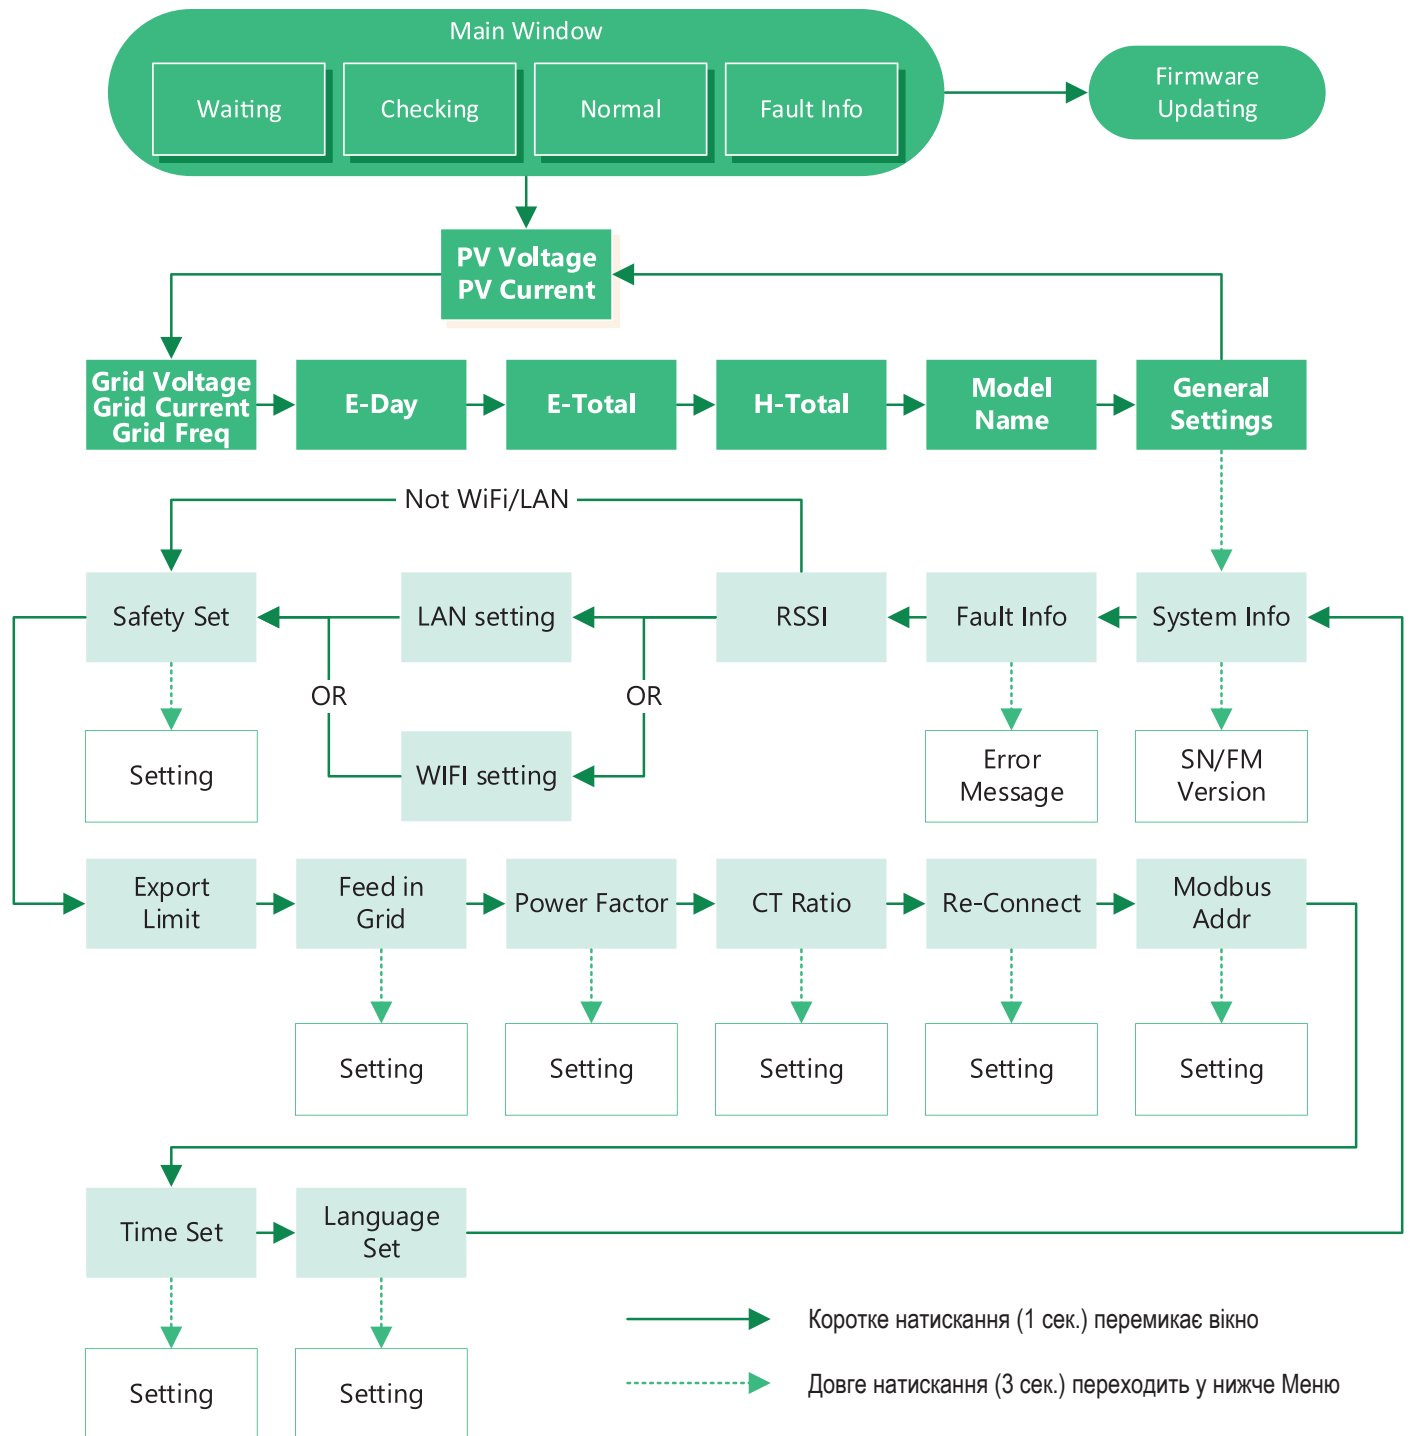 Main Window
Waiting
Checking
Normal
Fault Info
Firmware
Updating
PV Voltage
PV Current
Grid Voltage
Grid Current
Grid Freq
E-Day
E-Total
H-Total
Model
Name
General
Settings
Not WiFi/LAN
Safety Set
LAN setting
RSSI
Fault Info
System Info
OR
OR
Setting
WIFI setting
Error
Message
SN/FM
Version
Export
Limit
Feed in
Grid
Power Factor
CT Ratio
Re-Connect
Modbus
Addr
Setting
Setting
Setting
Setting
Setting
Time Set
Language
Set
Setting
Setting
Коротке натискання (1 сек.) перемикає вікно
Довге натискання (3 сек.) переходить у нижче Меню